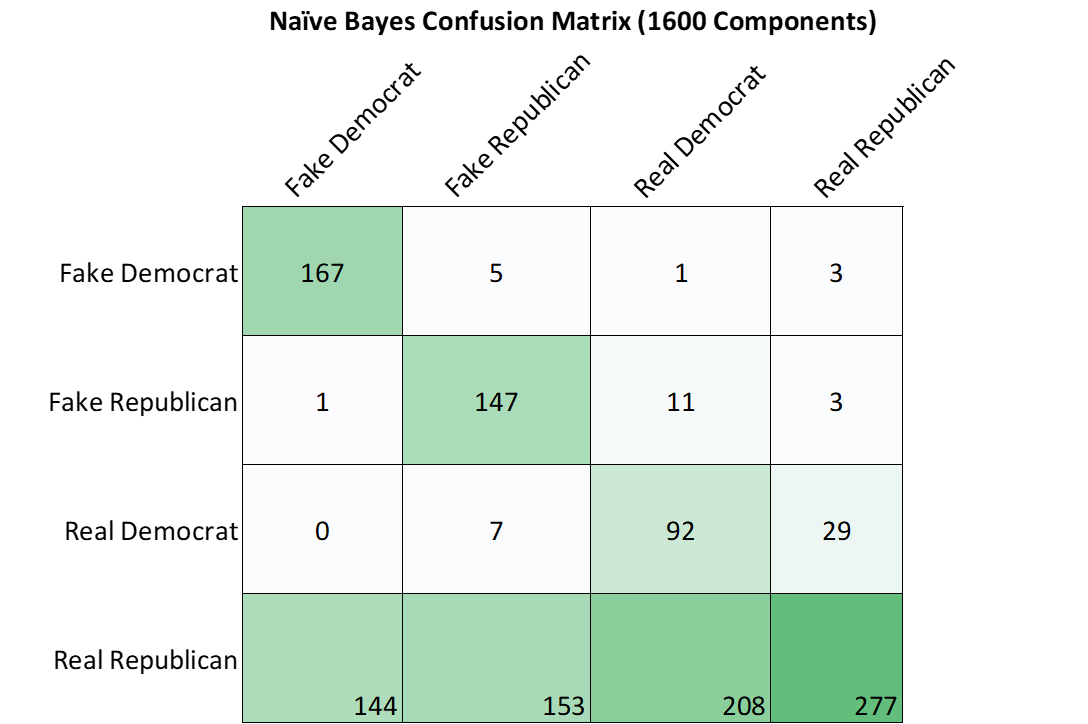 Naïve Bayes Confusion Matrix (1600 Components)
Fake Democrat Fake Republican Real Democrat Real Republican
Fake Democrat 167 5 1 3
Fake Republican 1 147 11 3
Real Democrat 0 7 92 29
Real Republican 144 153 208 277